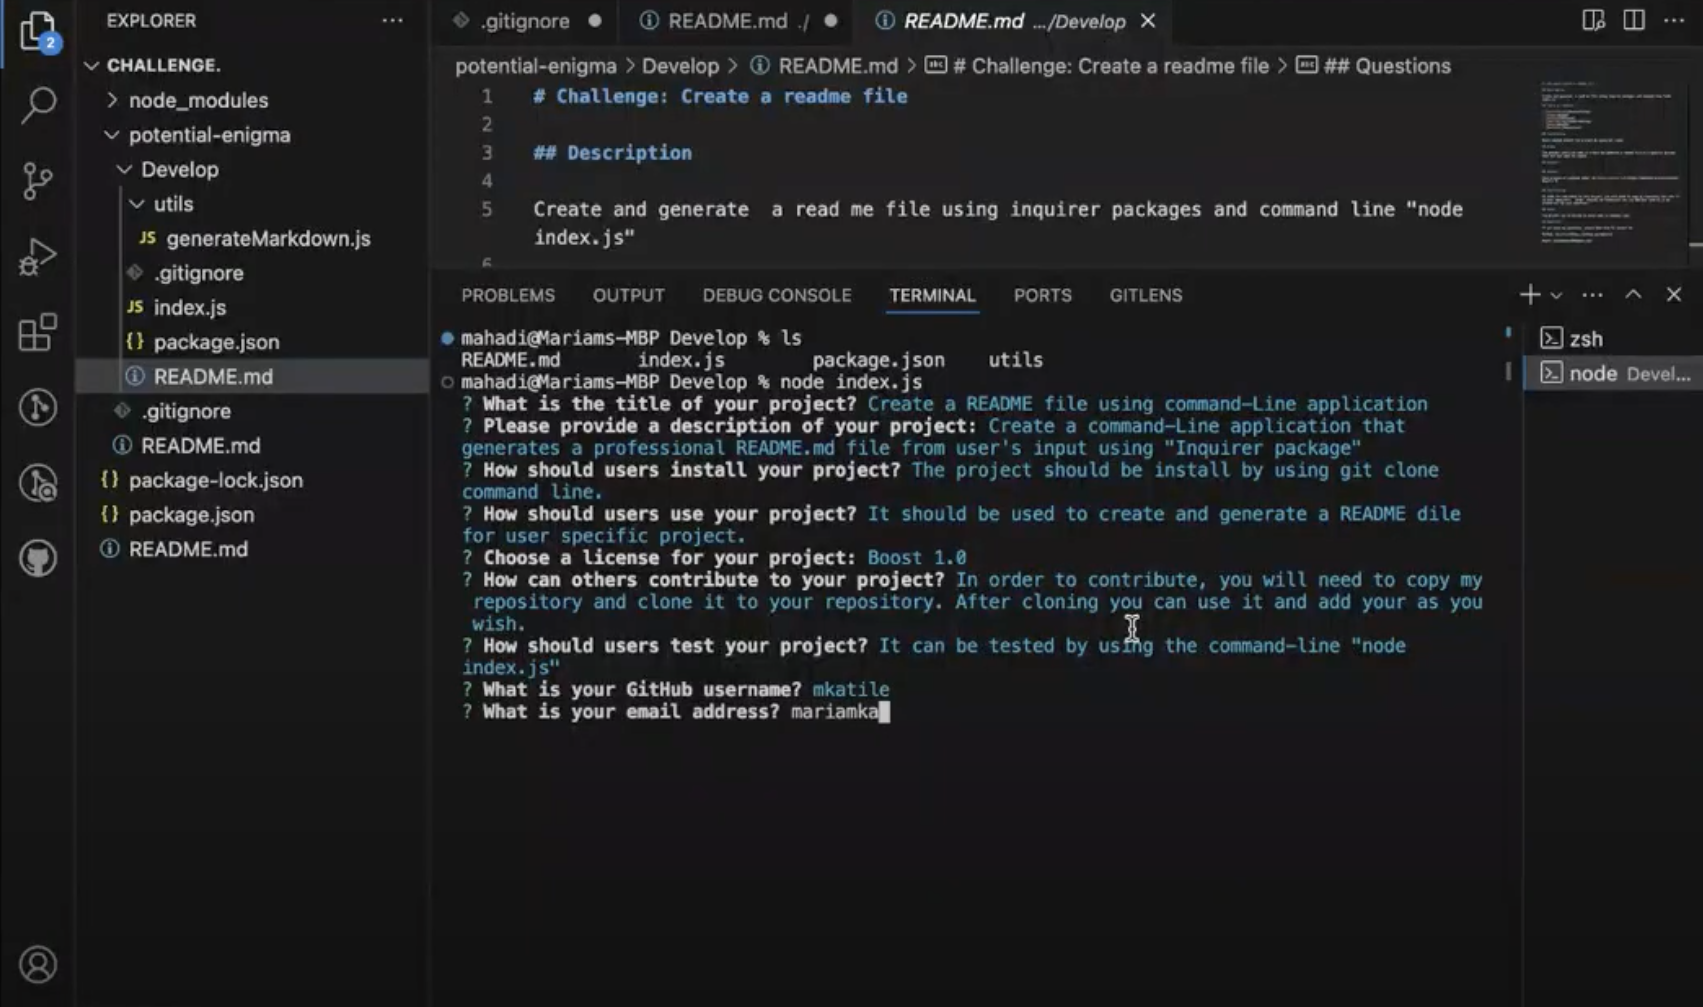 2
EXPLORER
CHALLENGE.
node_modules
potential-enigma
Develop
utils
JS generateMarkdown.js
.gitignore
JS index.js
{} package.json
README.md
.gitignore
README.md
{} package-lock.json
{} package.json
README.md
.gitignore
README.md ./
README.md .../Develop
potential-enigma > Develop > README.md > # Challenge: Create a readme file > ## Questions
1 # Challenge: Create a readme file
2
3 ## Description
4
5 Create and generate  a read me file using inquirer packages and command line "node
index.js"
6
PROBLEMS OUTPUT DEBUG CONSOLE TERMINAL PORTS GITLENS
mahadi@Mariams-MBP Develop % ls
README.md index.js package.json utils
mahadi@Mariams-MBP Develop % node index.js
? What is the title of your project? Create a README file using command-Line application
? Please provide a description of your project: Create a command-Line application that
generates a professional README.md file from user's input using "Inquirer package"
? How should users install your project? The project should be install by using git clone
command line.
? How should users use your project? It should be used to create and generate a README dile
for user specific project.
? Choose a license for your project: Boost 1.0
? How can others contribute to your project? In order to contribute, you will need to copy my
repository and clone it to your repository. After cloning you can use it and add your as you
wish.
? How should users test your project? It can be tested by using the command-line "node
index.js"
? What is your GitHub username? mkatile
? What is your email address? mariamka
zsh
node Devel...